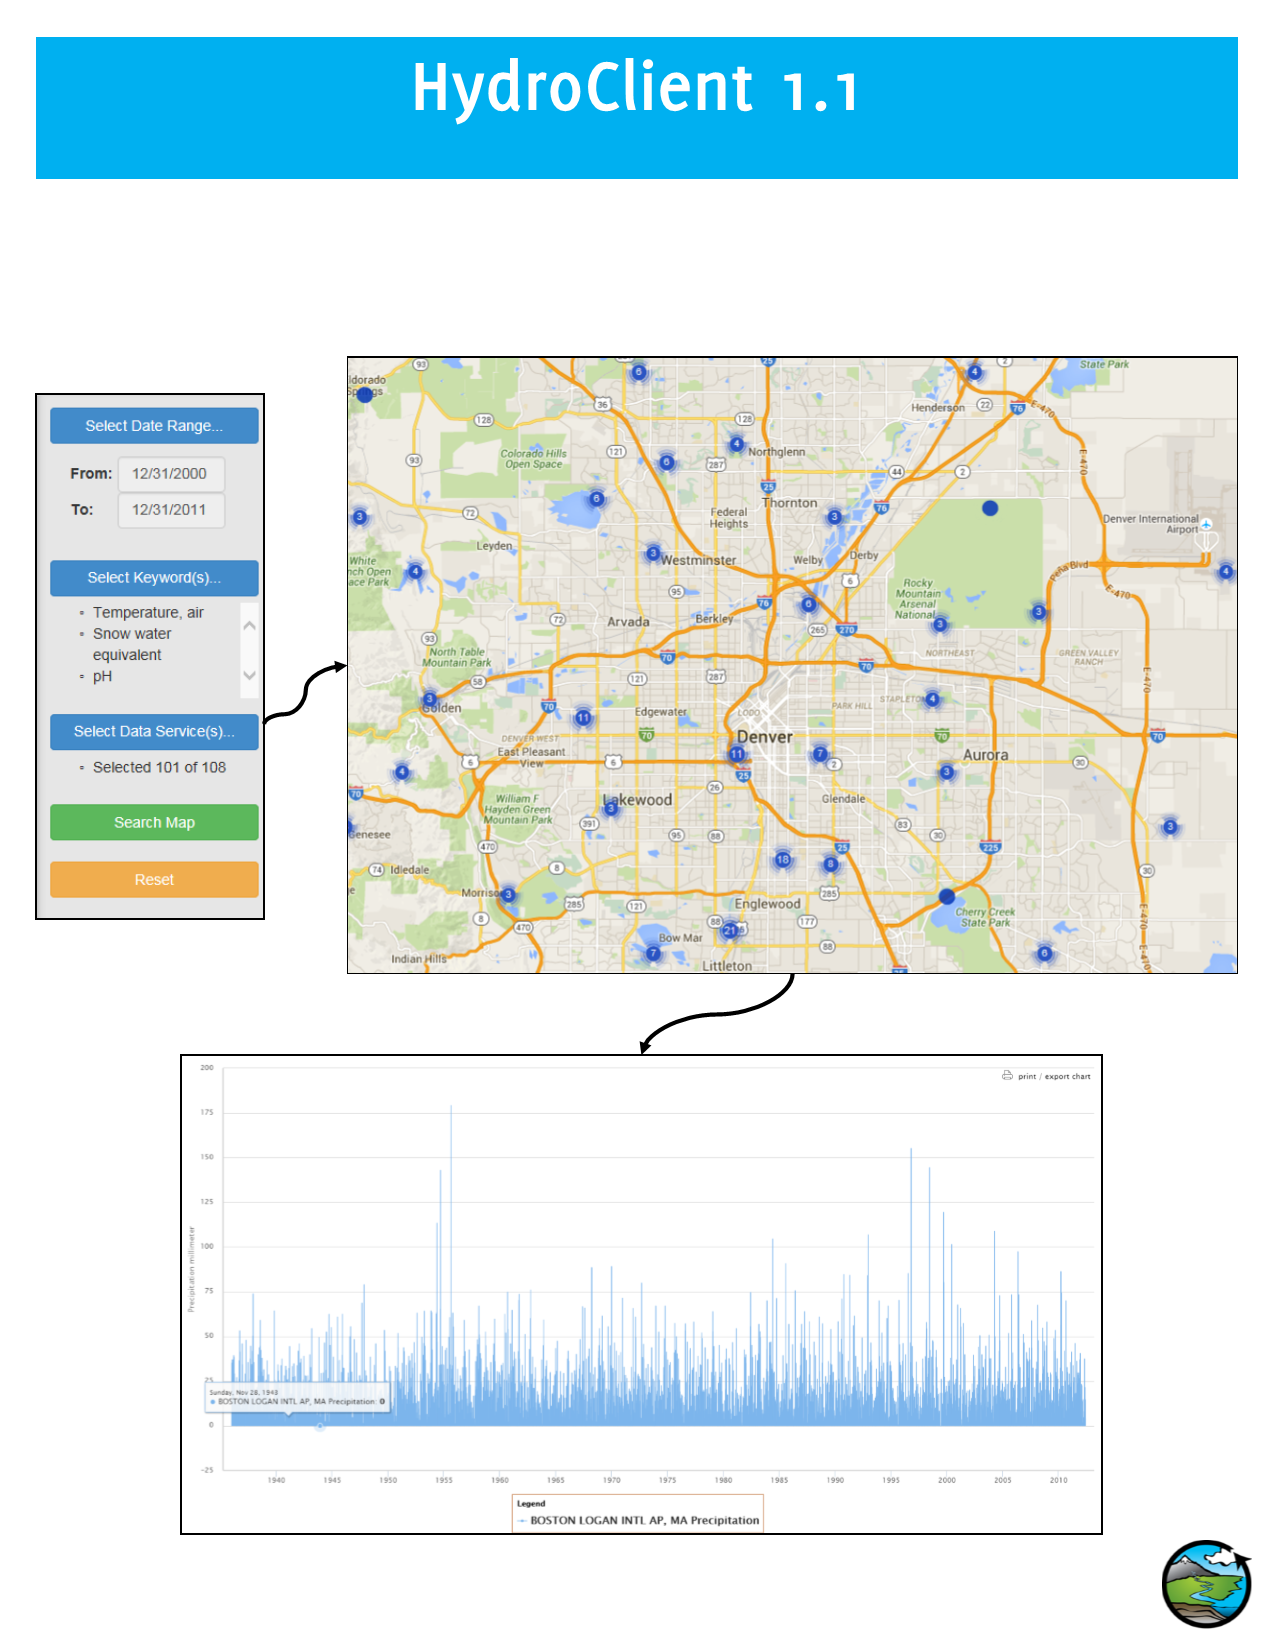 HydroClient 1.1
Select Date Range...
From: 12/31/2000
To: 12/31/2011
Select Keyword(s)...
Temperature, air
Snow water
equivalent
pH
Select Data Service(s)...
Selected 101 of 108
Search Map
Reset
ldorado
Springs
State Park
Henderson
Colorado Hills
Open Space
Northglenn
Thornton
Federal
Heights
Leyden
Denver International
Airport
White
nch Open
ace Park
Westminster
Welby
Derby
Peña Blvd
E-470
Rocky
Mountain
Arsenal
National
Arvada
Berkley
North Table
Mountain Park
NORTHEAST
GREEN VALLEY
RANCH
Golden
Edgewater
LODO
PARK HILL
STAPLETON
DENVER WEST
East Pleasant
View
Denver
Aurora
William F
Hayden Green
Mountain Park
Lakewood
Glendale
Genesee
Idledale
Morrison
Englewood
Cherry Creek
State Park
Bow Mar
Indian Hills
Littleton
print / export chart
200
175
150
125
100
75
50
25
0
-25
Precipitation millimeter
Sunday, Nov 28, 1943
BOSTON LOGAN INTL AP, MA Precipitation: 0
1940 1945 1950 1955 1960 1965 1970 1975 1980 1985 1990 1995 2000 2005 2010
Legend
BOSTON LOGAN INTL AP, MA Precipitation